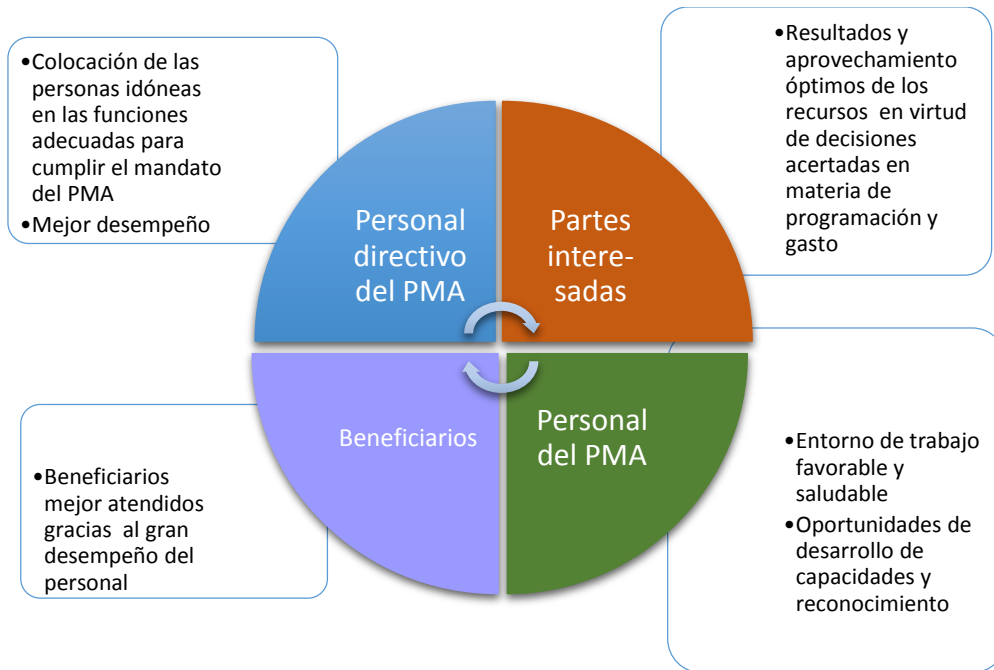 •Colocación de las
personas idóneas
en las funciones
adecuadas para
cumplir el mandato
del PMA
•Mejor desempeño
•Resultados y
aprovechamiento
óptimos de los
recursos en virtud
de decisiones
acertadas en
materia de
programación y
gasto
Personal
directivo
del PMA
Partes
intere-
sadas
Beneficiarios
Personal
del PMA
•Beneficiarios
mejor atendidos
gracias al gran
desempeño del
personal
•Entorno de trabajo
favorable y
saludable
•Oportunidades de
desarrollo de
capacidades y
reconocimiento